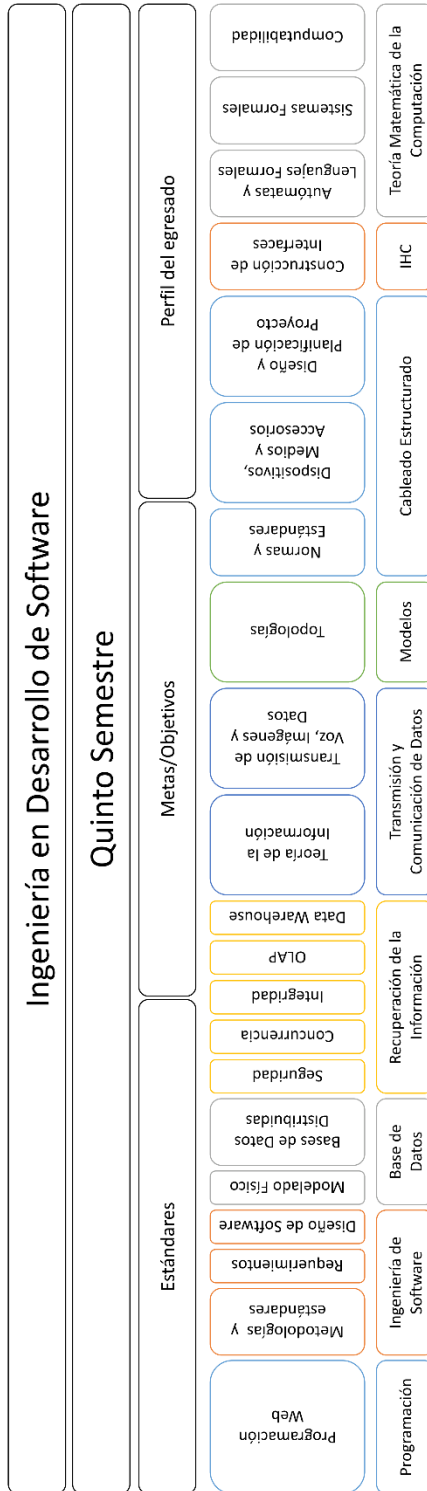 Ingeniería en Desarrollo de Software
Quinto Semestre
Estándares
Metas/Objetivos
Perfil del egresado
Programación
Web
Metodologías y
estándares
Requerimientos
Diseño de Software
Modelado Físico
Bases de Datos
Distribuidas
Seguridad
Concurrencia
Integridad
OLAP
Data Warehouse
Teoría de la
Información
Transmisión de
Voz, Imágenes y
Datos
Topologías
Normas y
Estándares
Dispositivos,
Medios y
Accesorios
Diseño y
Planificación de
Proyecto
Construcción de
Interfaces
Autómatas y
Lenguajes Formales
Sistemas Formales
Computabilidad
Programación
Ingeniería de
Software
Base de
Datos
Recuperación de la
Información
Transmisión y
Comunicación de Datos
Modelos
Cableado Estructurado
IHC
Teoría Matemática de la
Computación